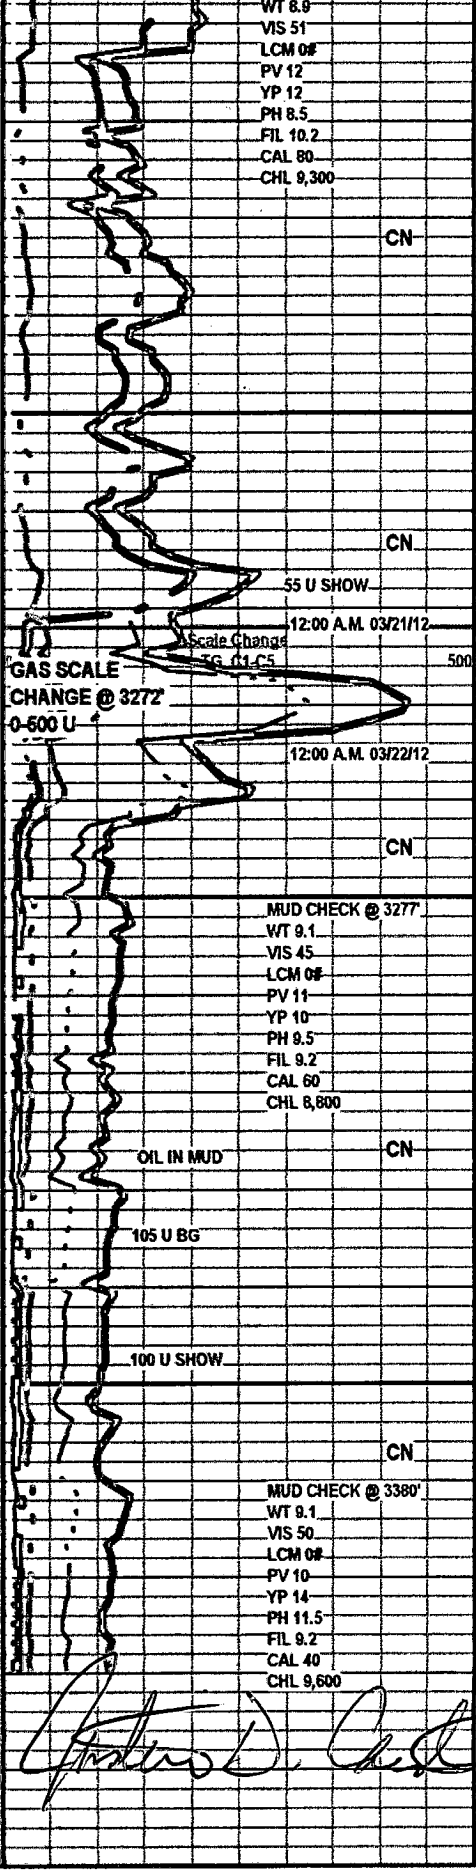 WT 8.9
VIS 51
LCM 0#
PV 12
YP 12
PH 8.5
FIL 10.2
CAL 80
CHL 9,300
CN
CN
55 U SHOW
12:00 A.M. 03/21/12
Scale Change
TG, C1-C5
500
GAS SCALE
CHANGE @ 3272'
0-500 U
12:00 A.M. 03/22/12
CN
MUD CHECK @ 3277'
WT 9.1
VIS 45
LCM 0#
PV 11
YP 10
PH 9.5
FIL 9.2
CAL 60
CHL 8,800
OIL IN MUD
CN
105 U BG
100 U SHOW
CN
MUD CHECK @ 3380'
WT 9.1
VIS 50
LCM 0#
PV 10
YP 14
PH 11.5
FIL 9.2
CAL 40
CHL 9,600